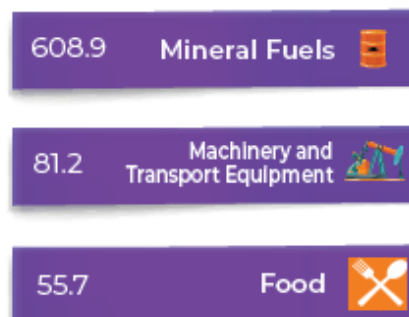 608.9 Mineral Fuels
81.2 Machinery and
Transport Equipment
55.7 Food